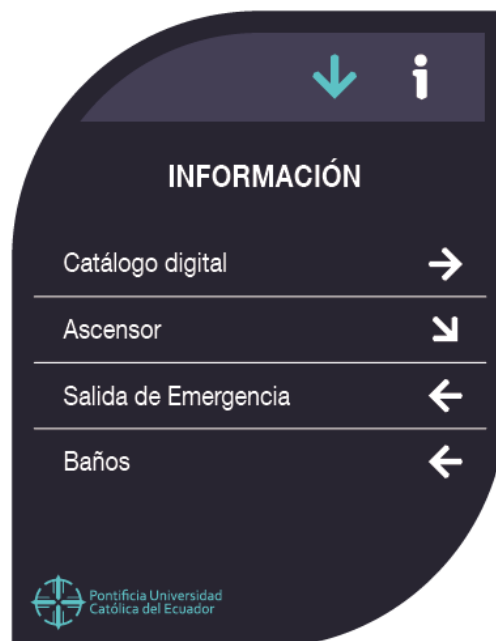 i
INFORMACIÓN
Catálogo digital
Ascensor
Salida de Emergencia
Baños
Pontificia Universidad
Católica del Ecuador